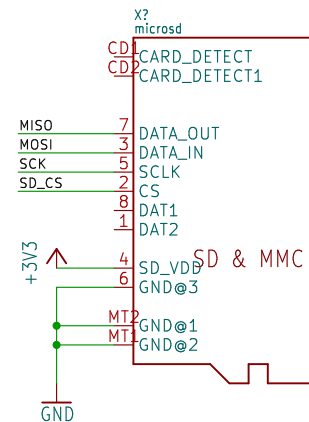 X?
microsd
CD1 CARD_DETECT
CD2 CARD_DETECT1
MISO 7 DATA_OUT
MOSI 3 DATA_IN
SCK 5 SCLK
SD_CS 2 CS
8 DAT1
1 DAT2
SD & MMC
+3V3 4 SD_VDD
6 GND@3
MT2 GND@1
MT1 GND@2
GND